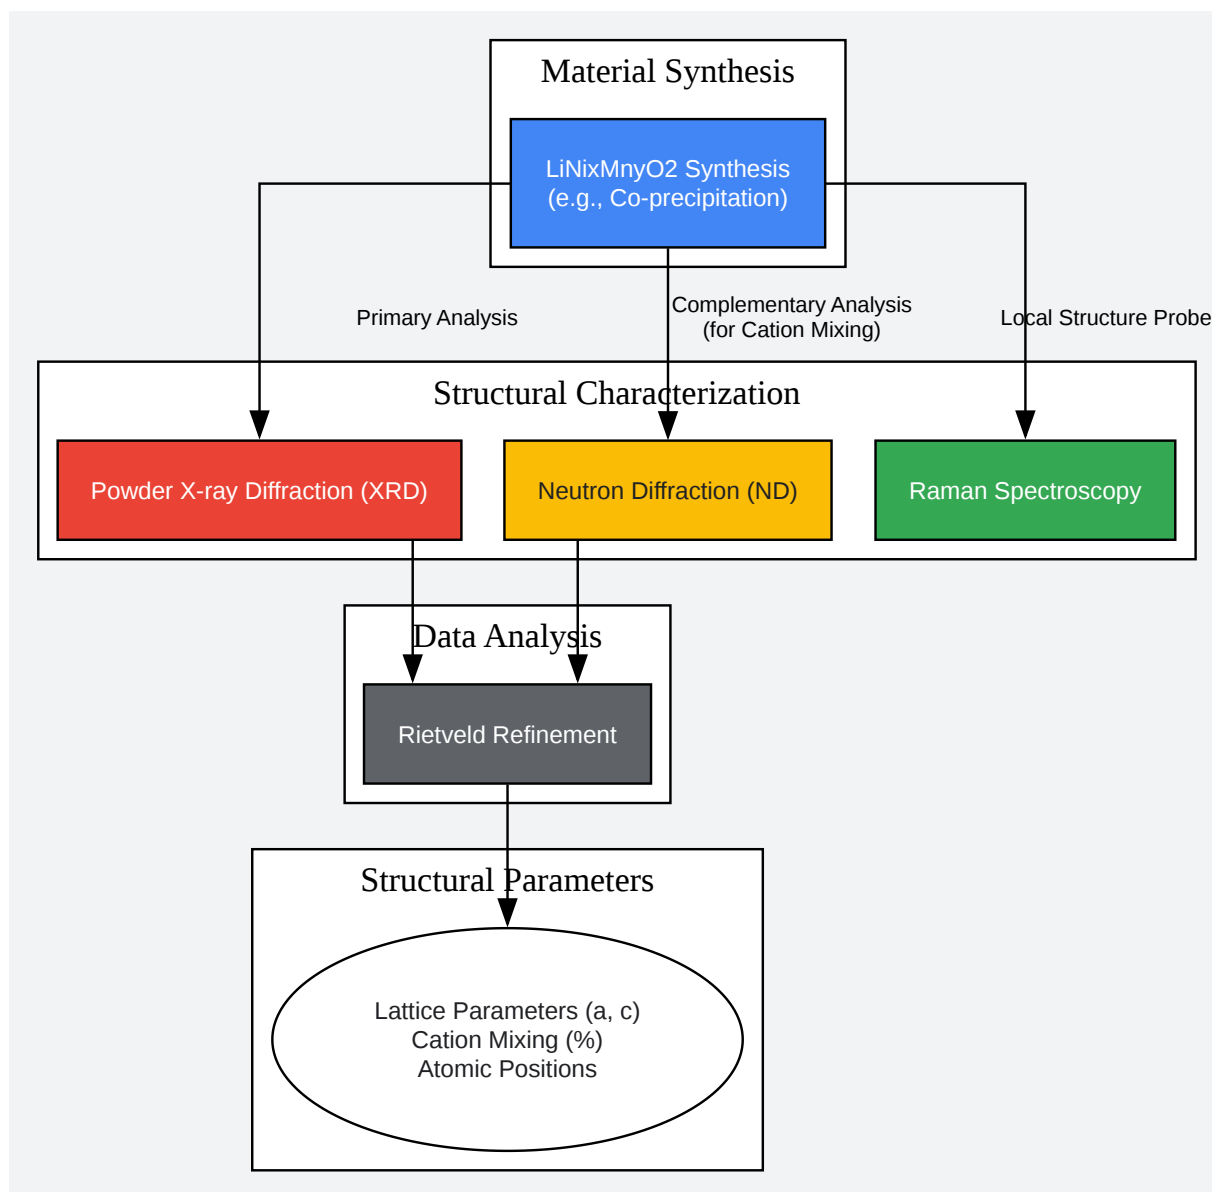 Material Synthesis
LiNixMnyO2 Synthesis
(e.g., Co-precipitation)
Primary Analysis
Complementary Analysis
(for Cation Mixing)
Local Structure Probe
Structural Characterization
Powder X-ray Diffraction (XRD)
Neutron Diffraction (ND)
Raman Spectroscopy
Data Analysis
Rietveld Refinement
Structural Parameters
Lattice Parameters (a, c)
Cation Mixing (%)
Atomic Positions